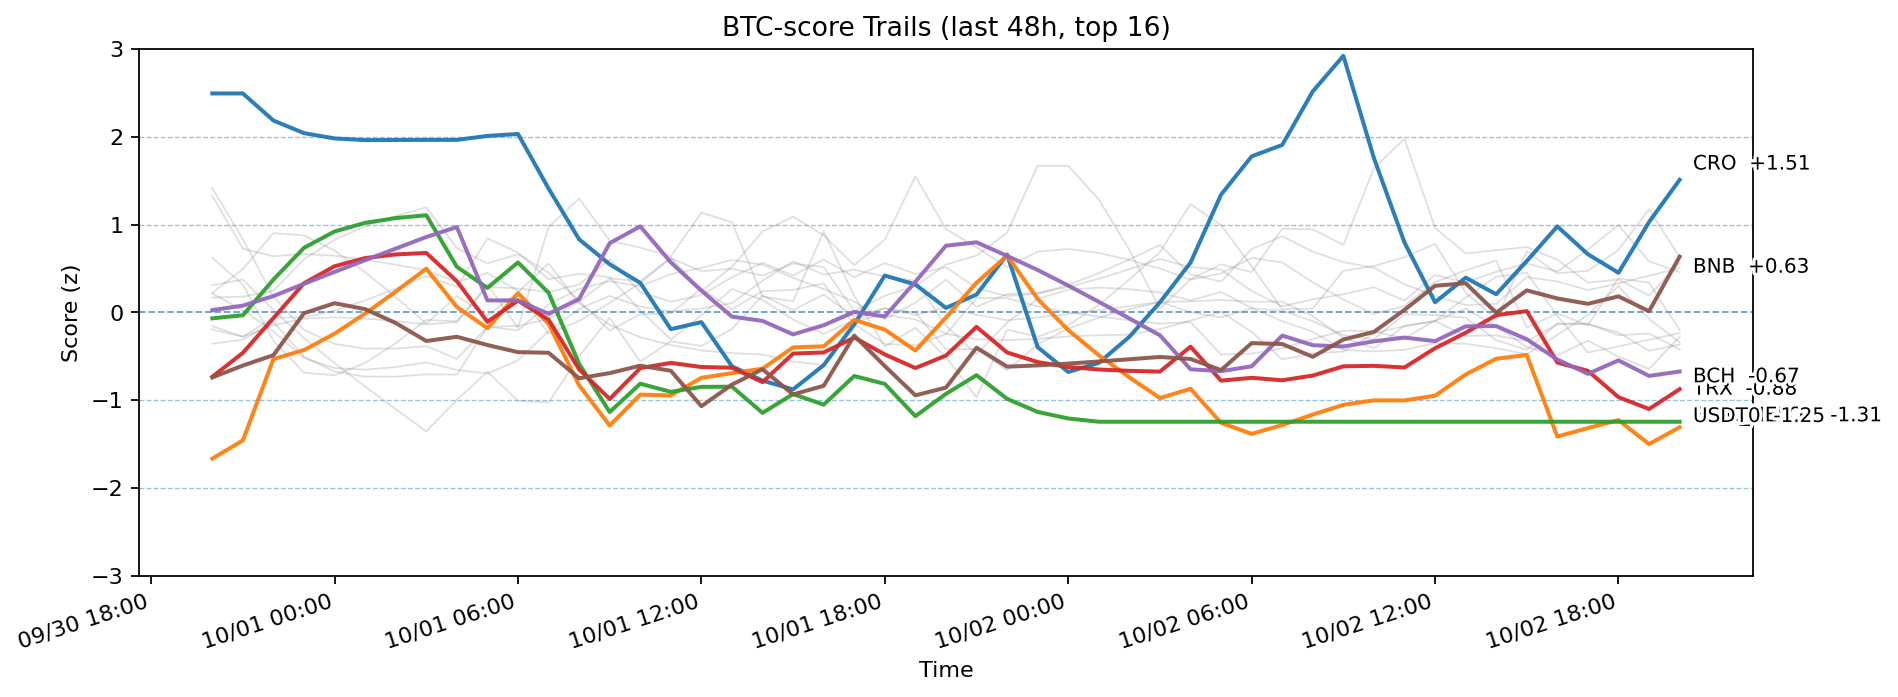 BTC-score Trails (last 48h, top 16)
3
2
1
0
−1
−2
−3
Score (z)
CRO +1.51
BNB +0.63
BCH -0.67
TRX -0.88
-1.25 -1.31
09/30 18:00
10/01 00:00
10/01 06:00
10/01 12:00
10/01 18:00
10/02 00:00
10/02 06:00
10/02 12:00
10/02 18:00
Time